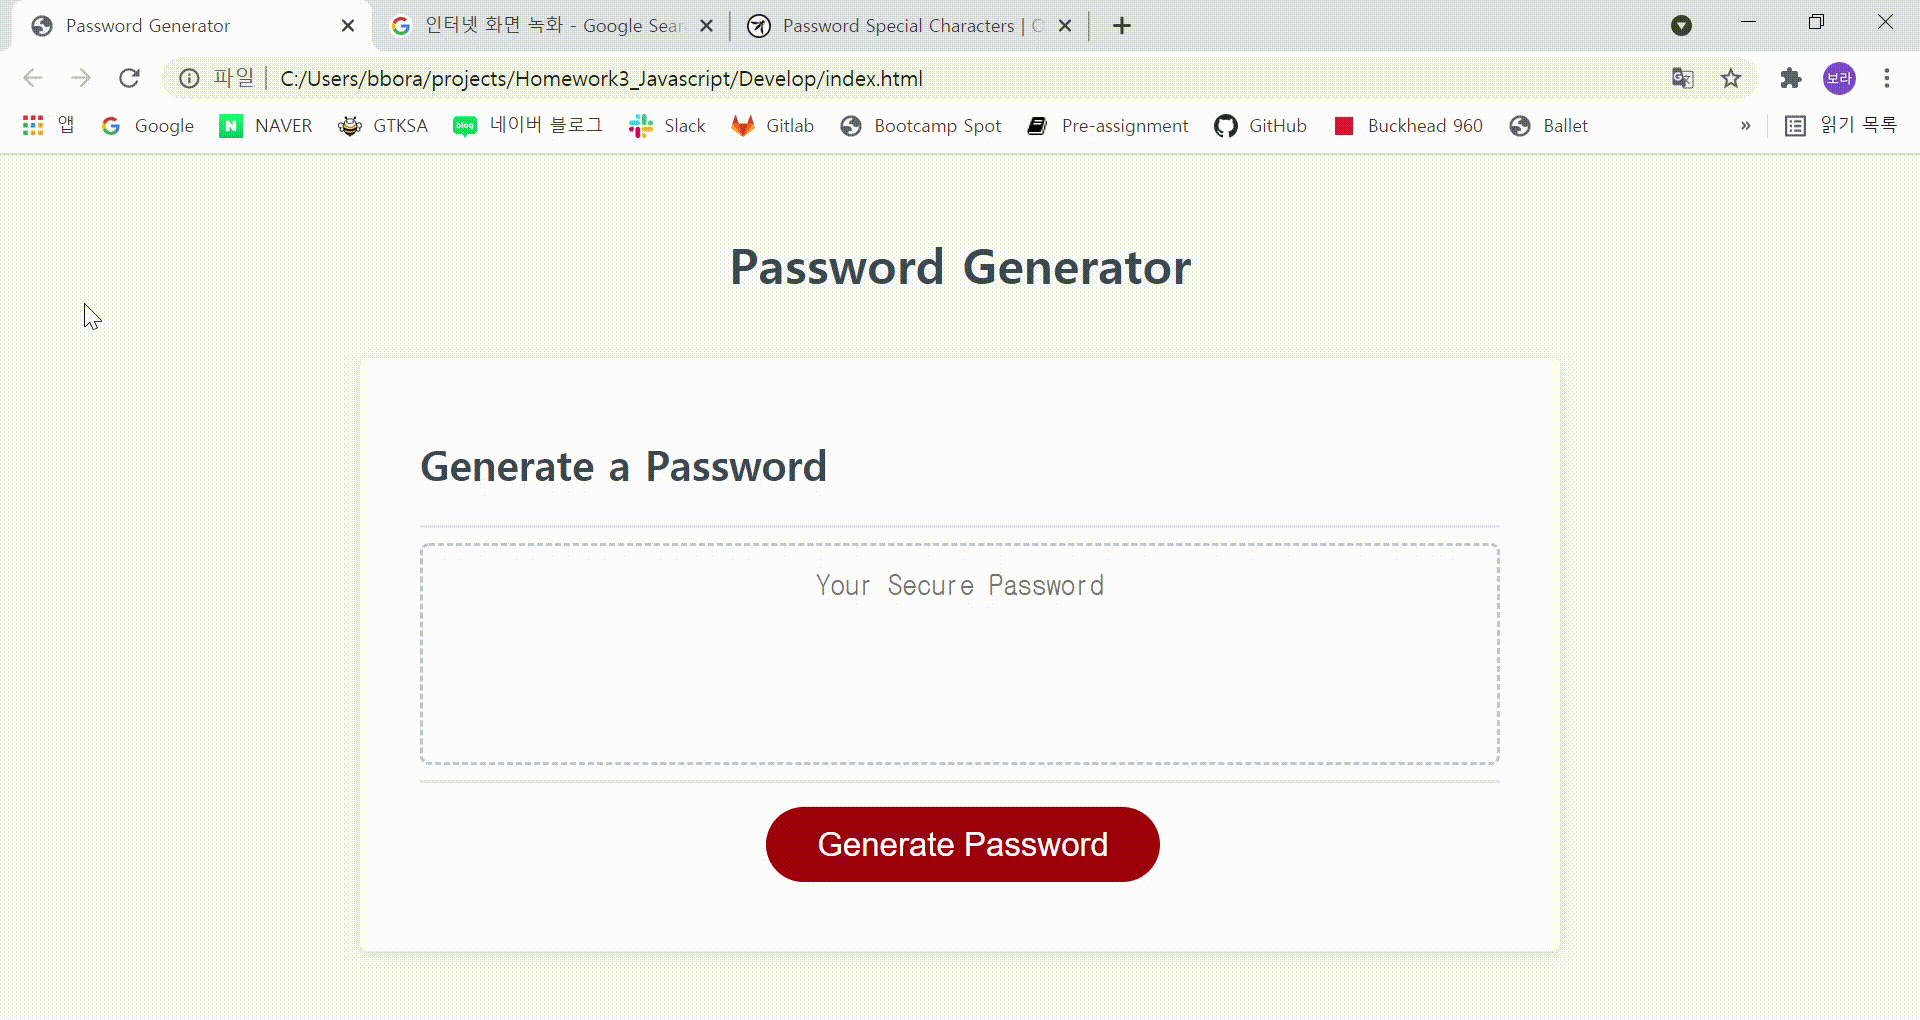 Password Generator
인터넷 화면 녹화 - Google Sear
Password Special Characters |
파일
C:/Users/bbora/projects/Homework3_Javascript/Develop/index.html
보라
앱
Google
N NAVER
GTKSA
blog 네이버 블로그
Slack
Gitlab
Bootcamp Spot
Pre-assignment
GitHub
Buckhead 960
Ballet
»
읽기 목록
Password Generator
Generate a Password
Your Secure Password
Generate Password